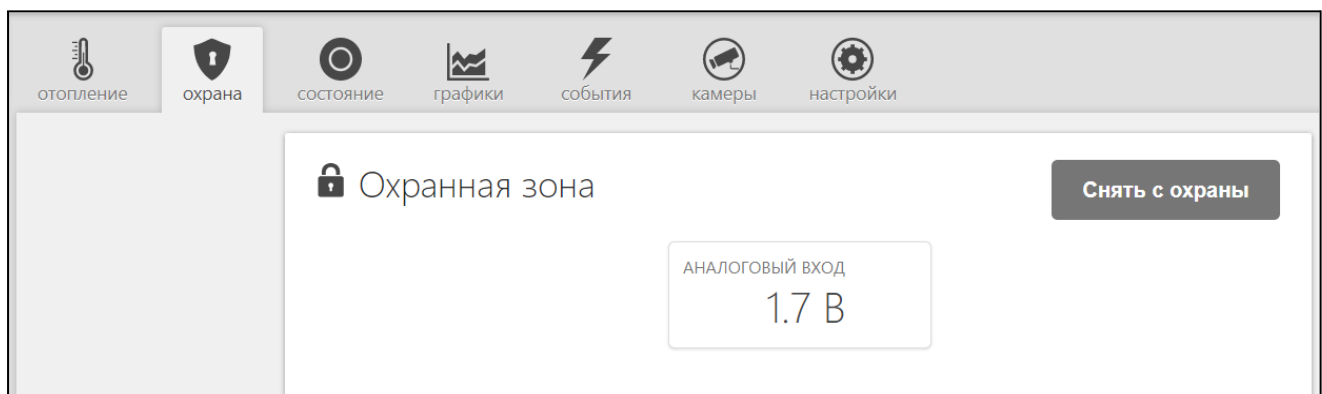 отопление охрана состояние графики события камеры настройки
Охранная зона
Снять с охраны
АНАЛОГОВЫЙ ВХОД
1.7 В